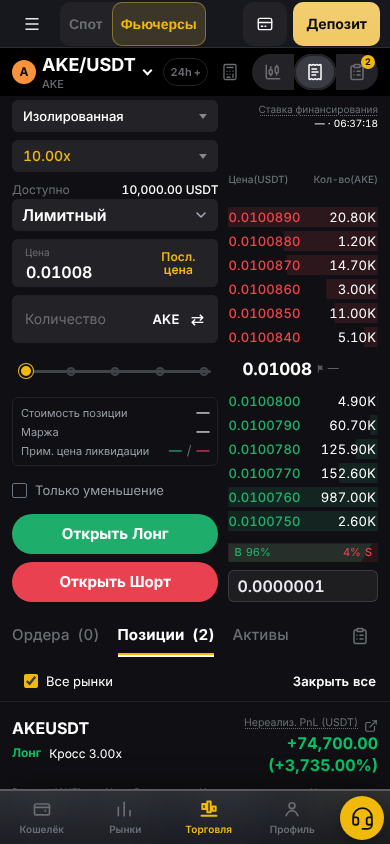 Спот Фьючерсы Депозит
A AKE/USDT 24h + 2
AKE
Изолированная
Ставка финансирования
— · 06:37:18
10.00x
Доступно 10,000.00 USDT
Цена(USDT) Кол-во(AKE)
Лимитный
Цена
0.01008
Посл. цена
Количество AKE
0.0100890 20.80K
0.0100880 1.20K
0.0100870 14.70K
0.0100860 3.00K
0.0100850 11.00K
0.0100840 5.10K
0.01008 —
Стоимость позиции —
Маржа —
Прим. цена ликвидации — / —
0.0100800 4.90K
0.0100790 60.70K
0.0100780 125.90K
0.0100770 152.60K
0.0100760 987.00K
0.0100750 2.60K
Только уменьшение
Открыть Лонг
B 96% 4% S
Открыть Шорт
0.0000001
Ордера (0) Позиции (2) Активы
Все рынки Закрыть все
AKEUSDT
Нереализ. PnL (USDT)
Лонг Кросс 3.00x
+74,700.00
(+3,735.00%)
Кошелёк Рынки Торговля Профиль